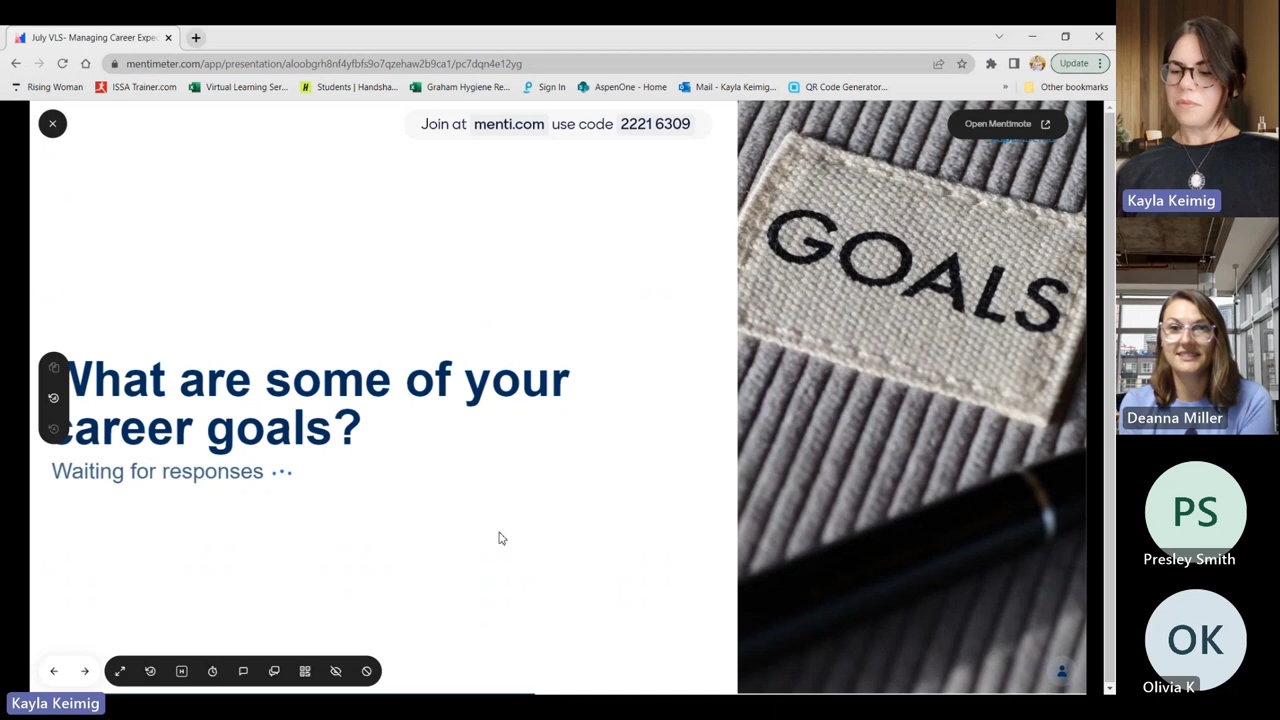 July VLS- Managing Career Expe
mentimeter.com/app/presentation/aloobgrh8nf4yfbfs9o7qzehaw2b9ca1/pc7dqn4e12yg
Update
Rising Woman
ISSA Trainer.com
Virtual Learning Ser...
Students | Handsha...
Graham Hygiene Re...
Sign In
AspenOne - Home
Mail - Kayla Keimig...
QR Code Generator...
»
Other bookmarks
Join at menti.com use code 2221 6309
Open Mentimote
GOALS
What are some of your
career goals?
Waiting for responses
Kayla Keimig
Deanna Miller
PS
Presley Smith
OK
Olivia K
H
Kayla Keimig